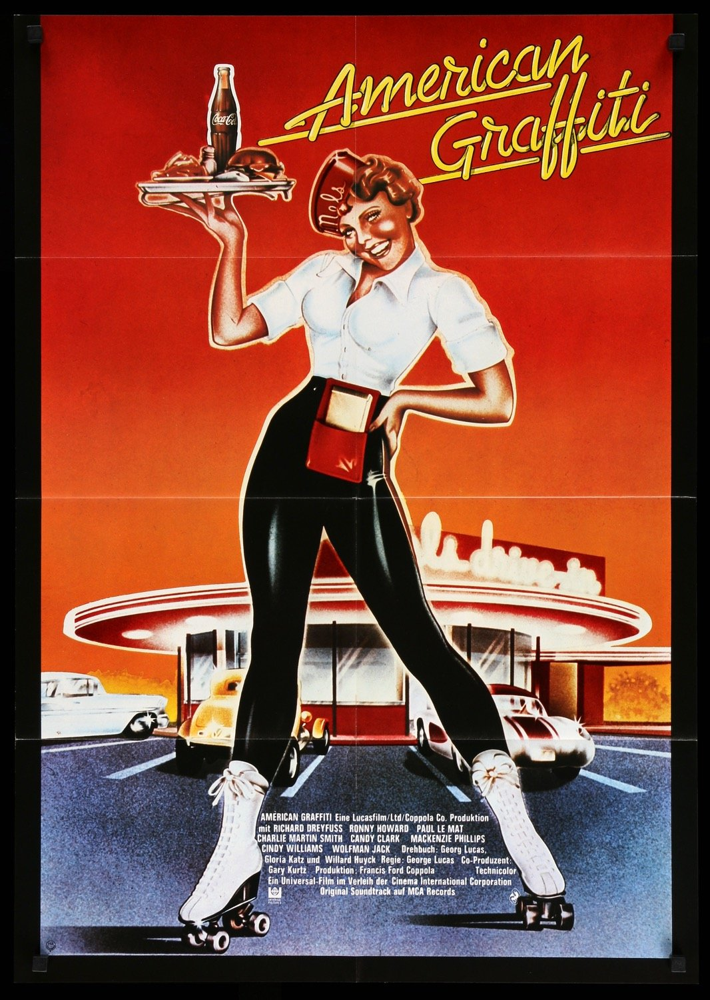 American
Graffiti
Coca-Cola
Mels
ls drive-in
AMERICAN GRAFFITI Eine Lucasfilm/Ltd/Coppola Co. Produktion
mit RICHARD DREYFUSS RONNY HOWARD PAUL LE MAT
CHARLIE MARTIN SMITH CANDY CLARK MACKENZIE PHILLIPS
CINDY WILLIAMS WOLFMAN JACK Drehbuch: Georg Lucas,
Gloria Katz und Willard Huyck Regie: George Lucas Co-Produzent:
Gary Kurtz Produktion: Francis Ford Coppola Technicolor
Ein Universal-Film im Verleih der Cinema International Corporation
Original Soundtrack auf MCA Records
UNIVERSAL
PICTURES